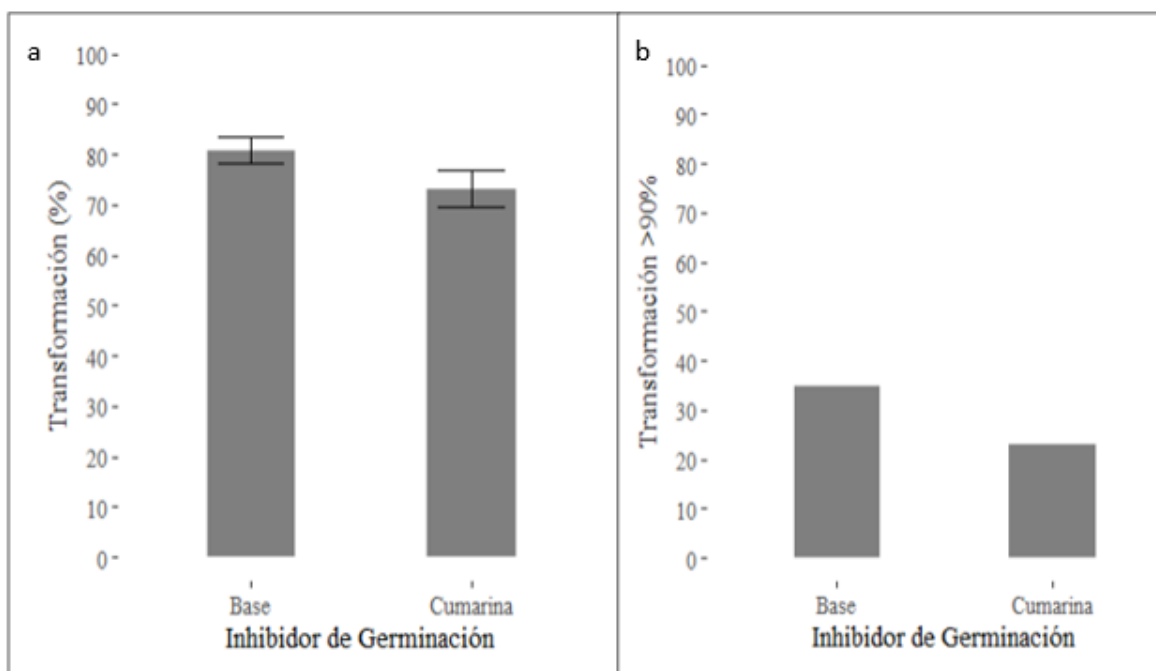 a
Transformación (%)
100
90
80
70
60
50
40
30
20
10
0
Base Cumarina
Inhibidor de Germinación
b
Transformación >90%
100
90
80
70
60
50
40
30
20
10
0
Base Cumarina
Inhibidor de Germinación